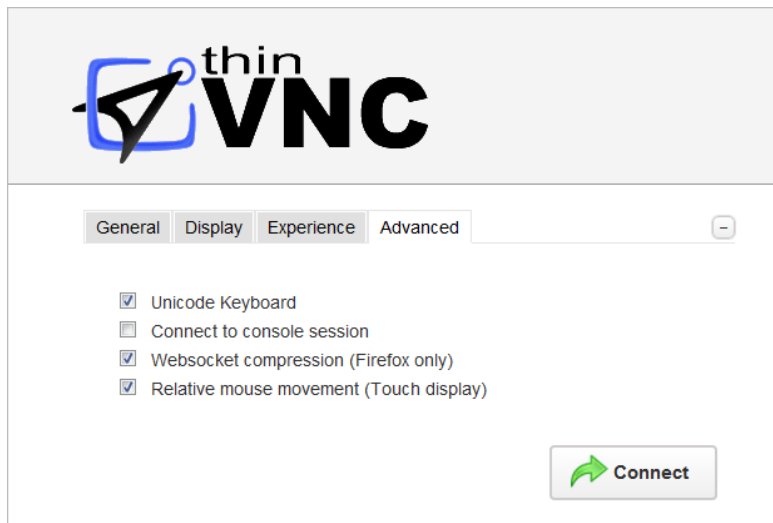 thin
VNC
General Display Experience Advanced
Unicode Keyboard
Connect to console session
Websocket compression (Firefox only)
Relative mouse movement (Touch display)
Connect